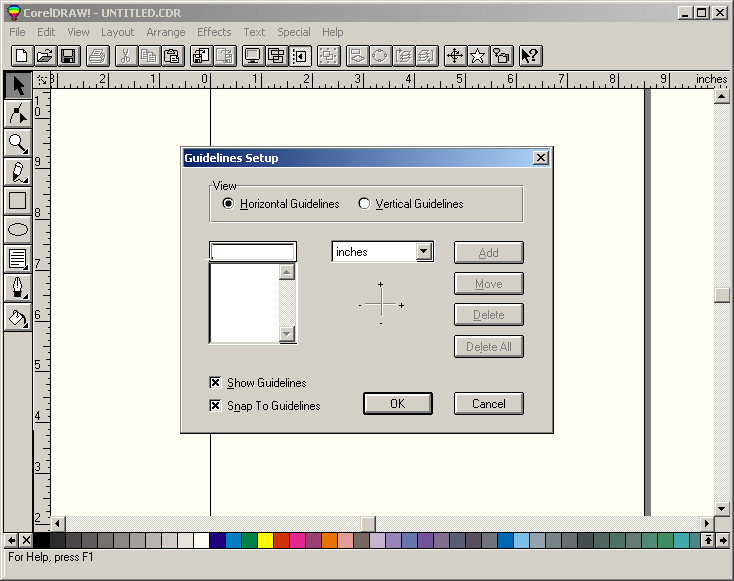 CorelDRAW! - UNTITLED.CDR
File Edit View Layout Arrange Effects Text Special Help
3 2 1 0 1 2 3 4 5 6 7 8 9 inches
10
9
8
7
6
5
4
3
2
Guidelines Setup
View
Horizontal Guidelines Vertical Guidelines
inches
Add
Move
Delete
Delete All
Show Guidelines
Snap To Guidelines
OK Cancel
For Help, press F1